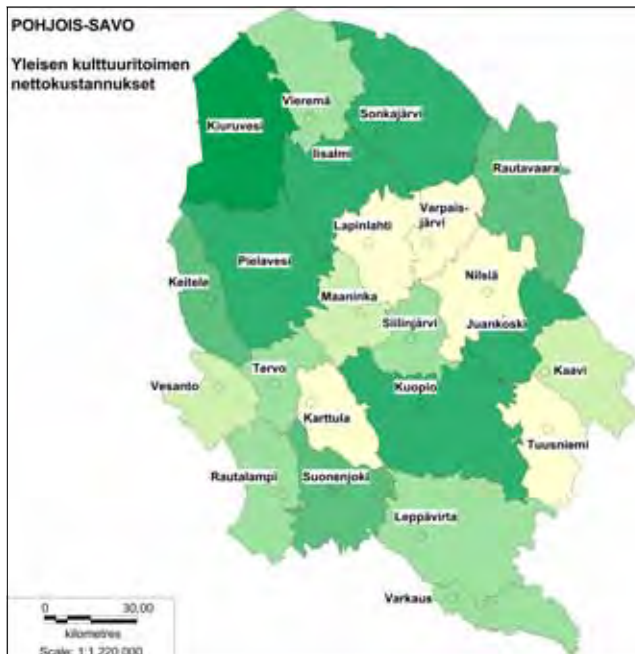 POHJOIS-SAVO
Yleisen kulttuuritoimen
nettokustannukset
Vieremä
Sonkajärvi
Kiuruvesi
Iisalmi
Rautavaara
Lapinlahti
Varpais-
järvi
Pielavesi
Nilsiä
Keitele
Maaninka
Siilinjärvi
Juankoski
Tervo
Kaavi
Vesanto
Kuopio
Karttula
Tuusniemi
Rautalampi
Suonenjoki
Leppävirta
Varkaus
0 30,00
kilometres
Scale: 1:1 220 000